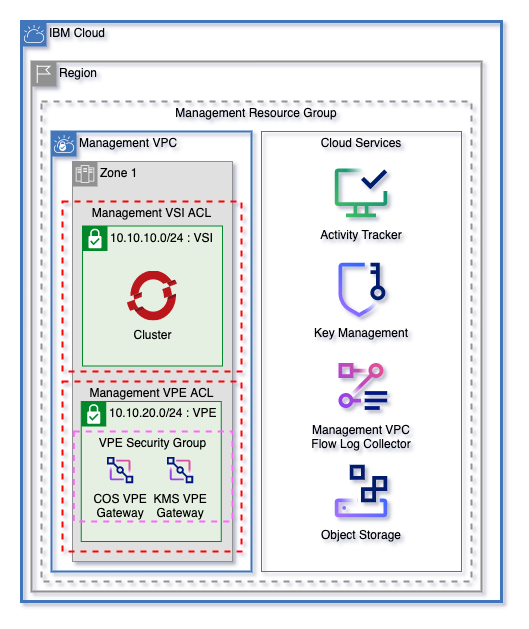 IBM Cloud
Region
Management Resource Group
Management VPC
Zone 1
Management VSI ACL
10.10.10.0/24 : VSI
Cluster
Management VPE ACL
10.10.20.0/24 : VPE
VPE Security Group
COS VPE
Gateway
KMS VPE
Gateway
Cloud Services
Activity Tracker
Key Management
Management VPC
Flow Log Collector
Object Storage